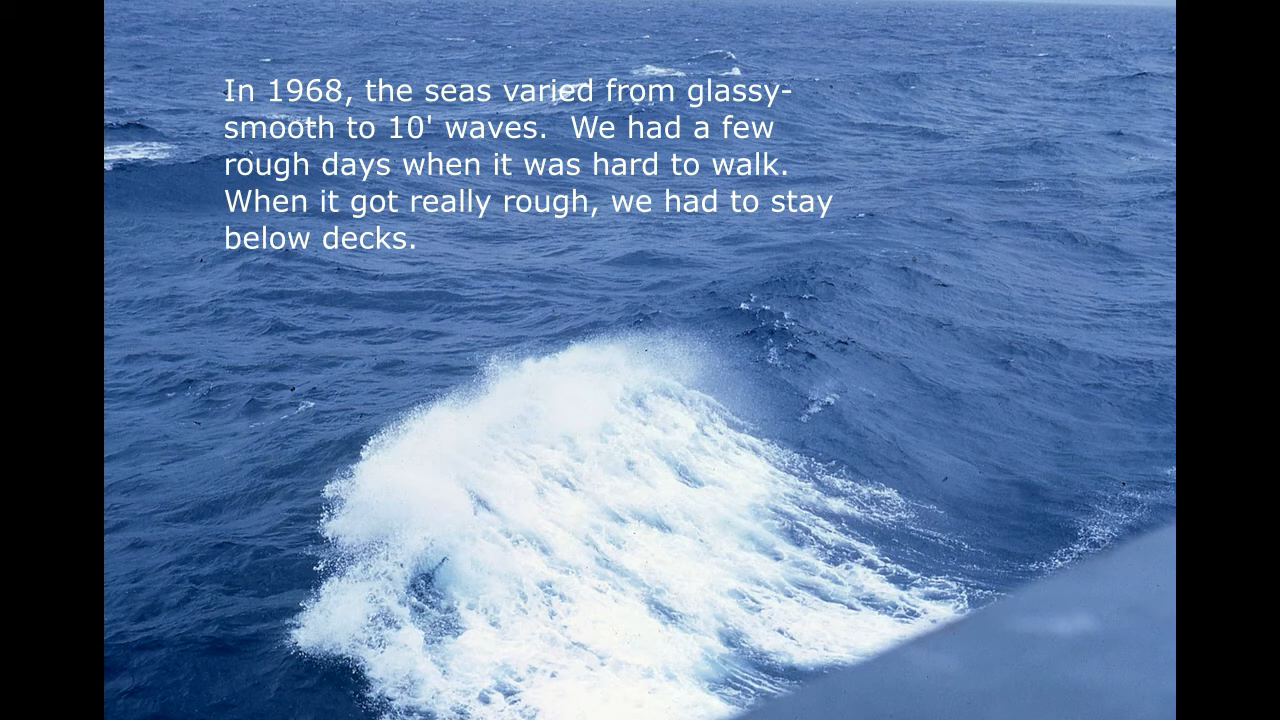 In 1968, the seas varied from glassy-
smooth to 10' waves.  We had a few
rough days when it was hard to walk.
When it got really rough, we had to stay
below decks.